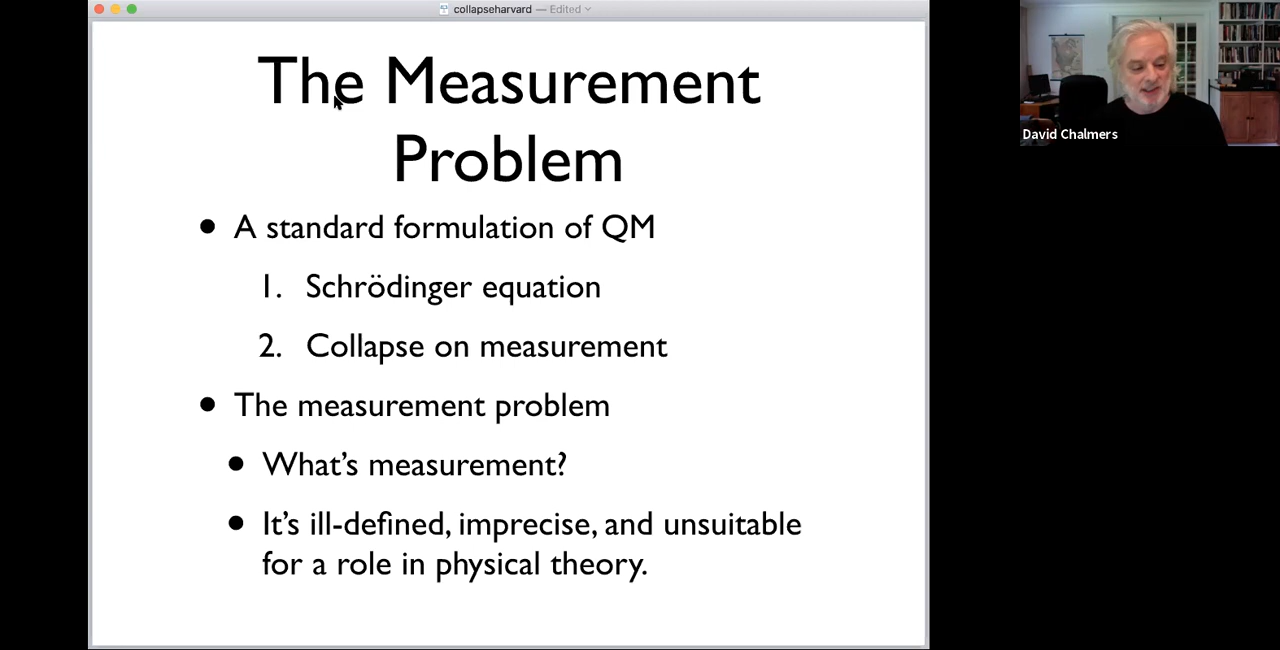 collapseharvard — Edited
The Measurement
Problem
• A standard formulation of QM
1. Schrödinger equation
2. Collapse on measurement
• The measurement problem
• What's measurement?
• It's ill-defined, imprecise, and unsuitable
for a role in physical theory.
David Chalmers